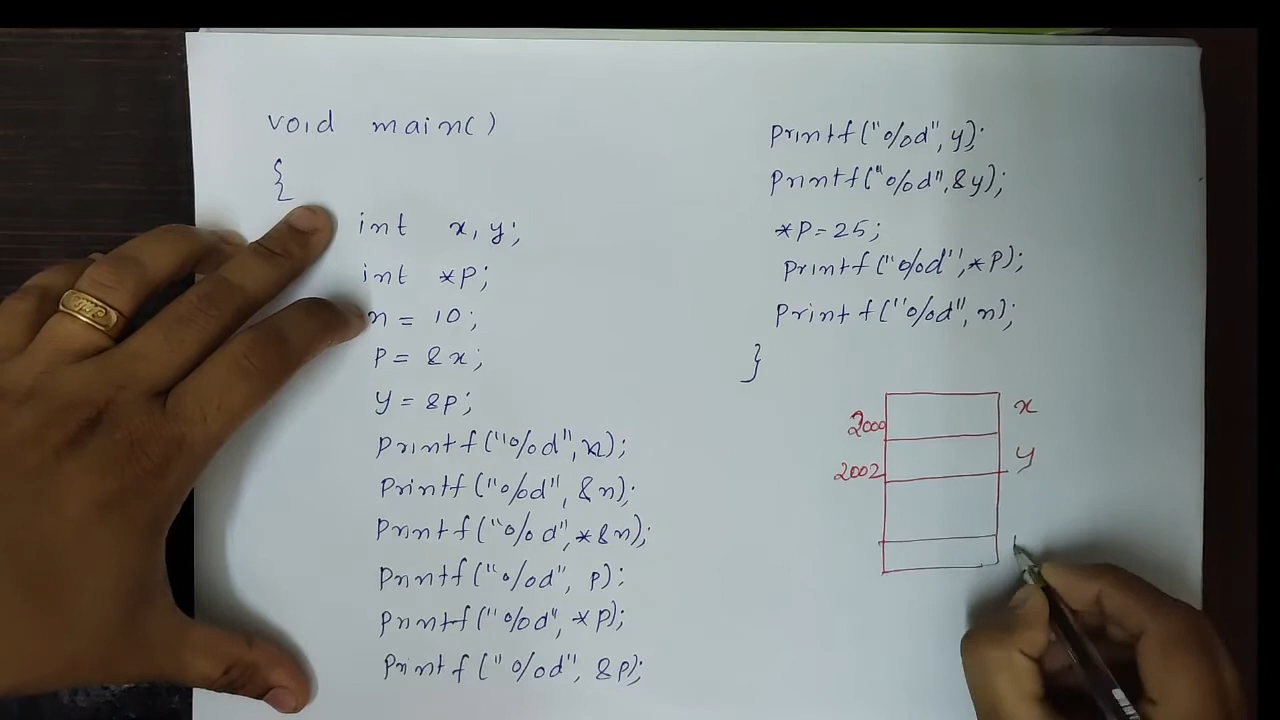 void main()
{
int x, y;
int *p;
n = 10;
p = &x;
y = &p;
printf("%d", x);
printf("%d", &n);
printf("%d", *&n);
printf("%d", p);
printf("%d", *p);
printf("%d", &p);
printf("%d", y);
printf("%d", &y);
*p = 25;
printf("%d", *p);
printf("%d", n);
}
2000 x
2002 y